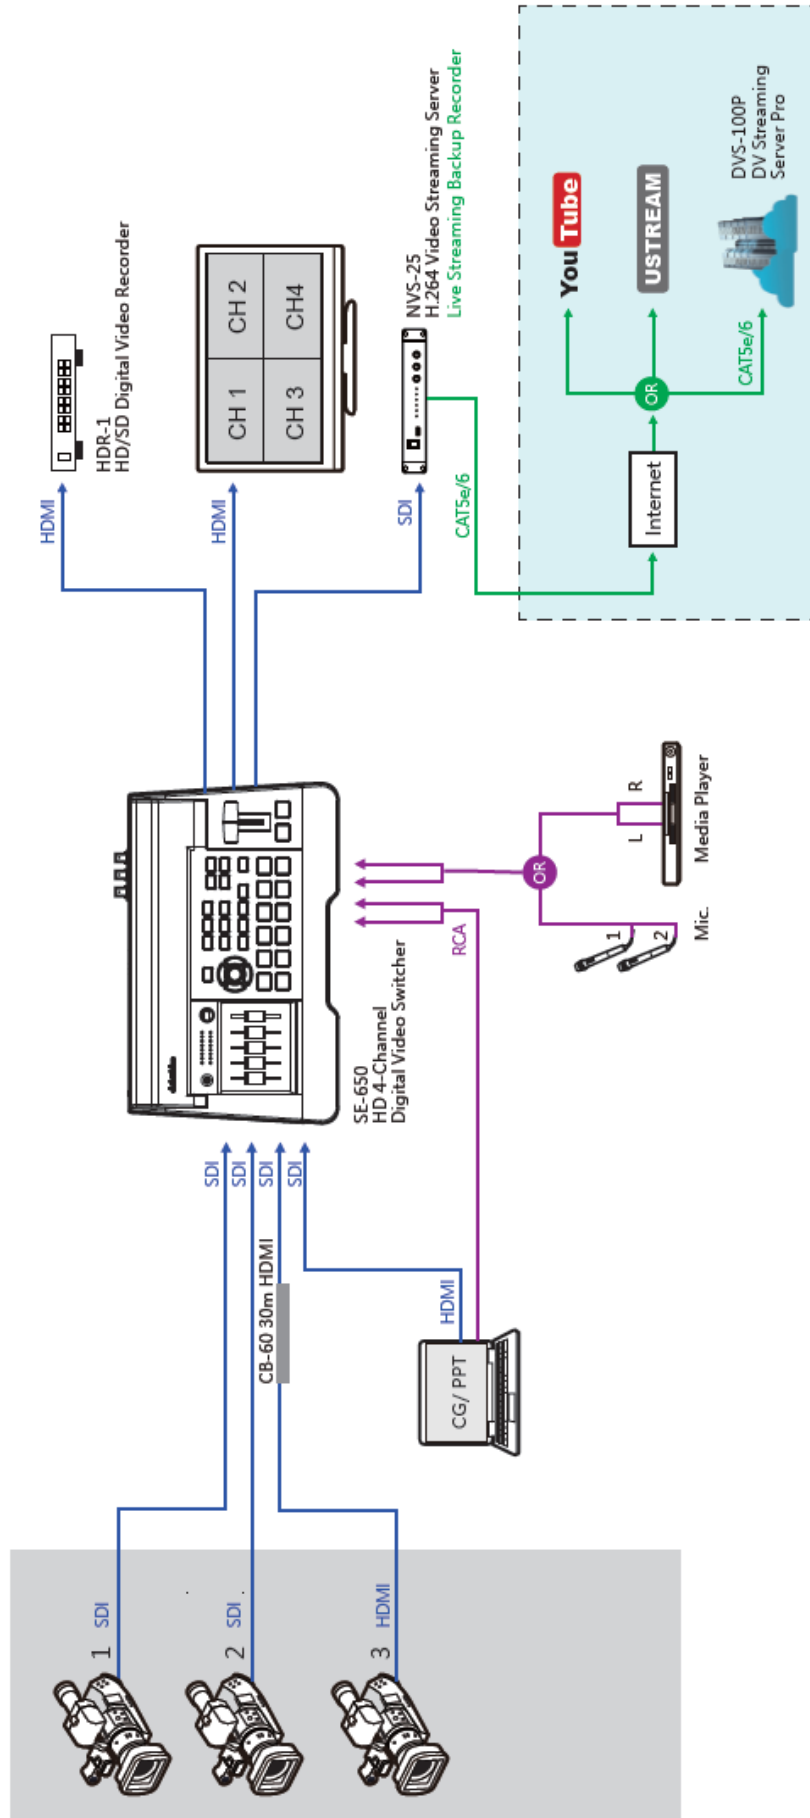 1
SDI
2
SDI
3
HDMI
CB-60 30m HDMI
SDI
SDI
SDI
SDI
CG/ PPT
HDMI
RCA
SE-650
HD 4-Channel
Digital Video Switcher
OR
1
2
Mic.
L
R
Media Player
HDMI
HDR-1
HD/SD Digital Video Recorder
HDMI
CH 1
CH 2
CH 3
CH4
SDI
NVS-25
H.264 Video Streaming Server
Live Streaming Backup Recorder
CAT5e/6
Internet
OR
You Tube
USTREAM
CAT5e/6
DVS-100P
DV Streaming
Server Pro